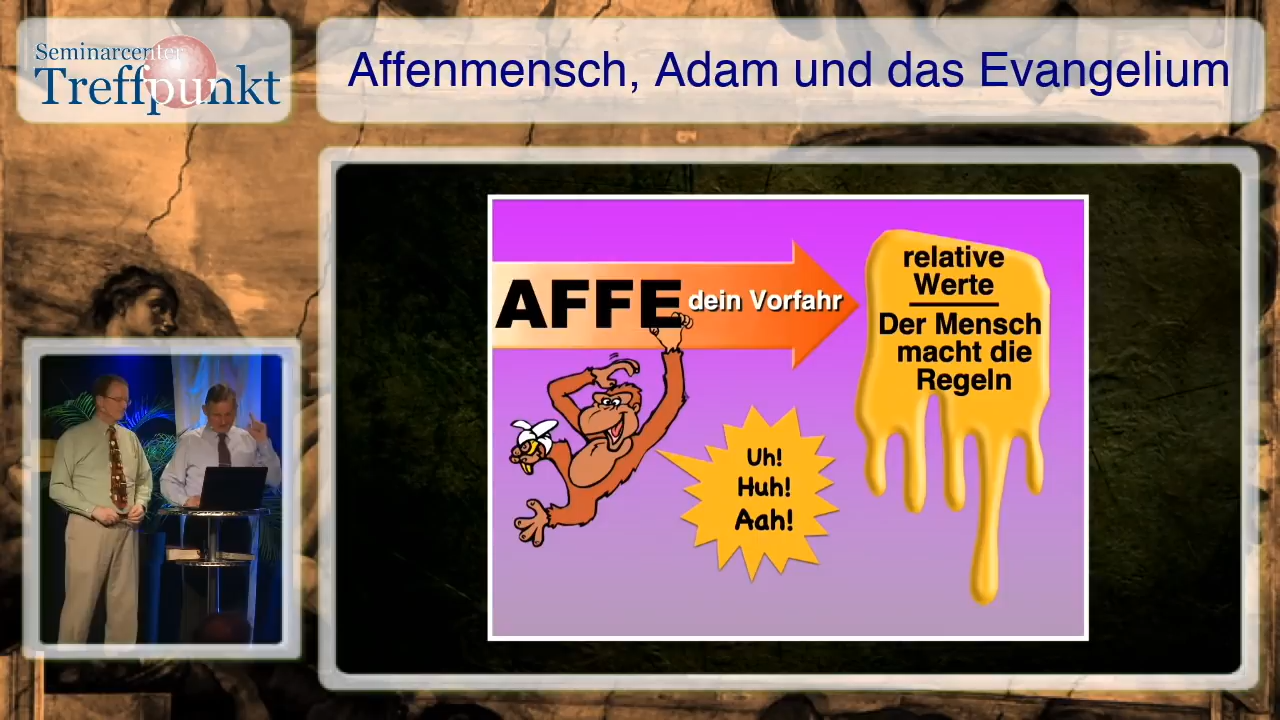 Seminarcenter
Treffpunkt
Affenmensch, Adam und das Evangelium
AFFE dein Vorfahr
relative
Werte
Der Mensch
macht die
Regeln
Uh!
Huh!
Aah!